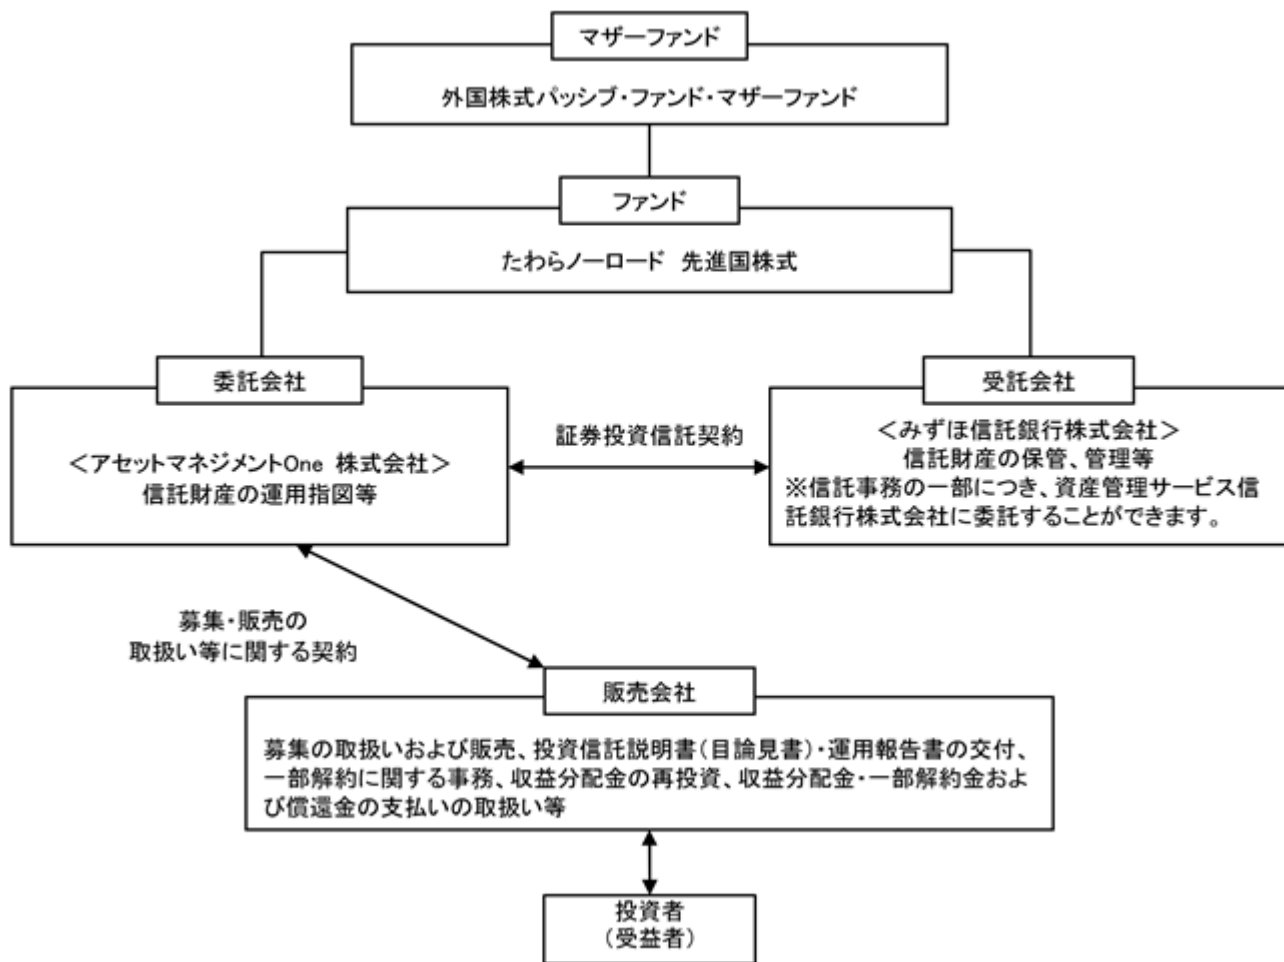 マザーファンド
外国株式パッシブ・ファンド・マザーファンド
ファンド
たわらノーロード 先進国株式
委託会社
＜アセットマネジメントOne 株式会社＞
信託財産の運用指図等
証券投資信託契約
受託会社
＜みずほ信託銀行株式会社＞
信託財産の保管、管理等
※信託事務の一部につき、資産管理サービス信
託銀行株式会社に委託することができます。
募集・販売の
取扱い等に関する契約
販売会社
募集の取扱いおよび販売、投資信託説明書（目論見書）・運用報告書の交付、
一部解約に関する事務、収益分配金の再投資、収益分配金・一部解約金およ
び償還金の支払いの取扱い等
投資者
（受益者）